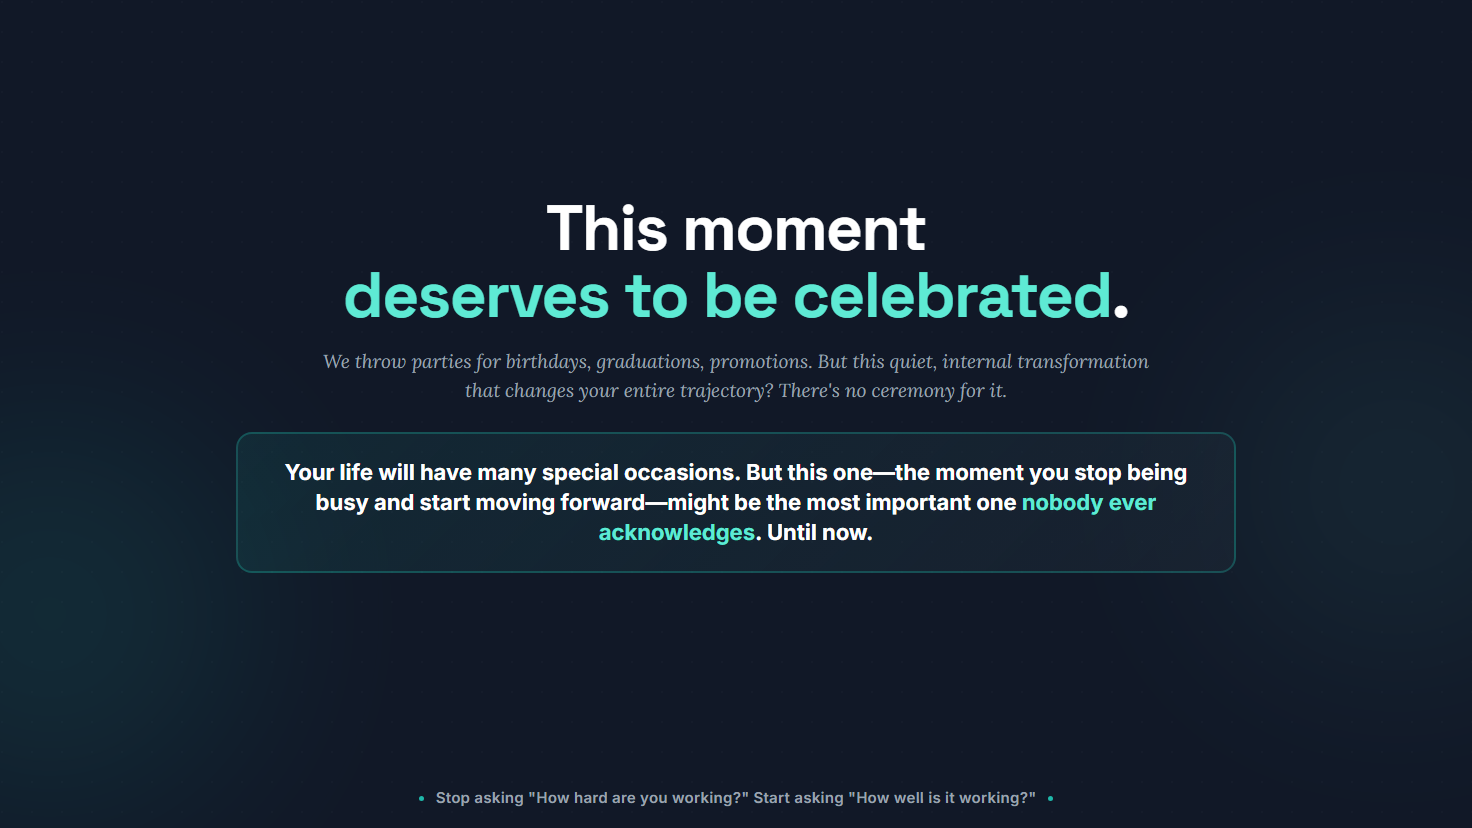 This moment
deserves to be celebrated.
We throw parties for birthdays, graduations, promotions. But this quiet, internal transformation
that changes your entire trajectory? There's no ceremony for it.
Your life will have many special occasions. But this one—the moment you stop being
busy and start moving forward—might be the most important one nobody ever
acknowledges. Until now.
• Stop asking "How hard are you working?" Start asking "How well is it working?" •